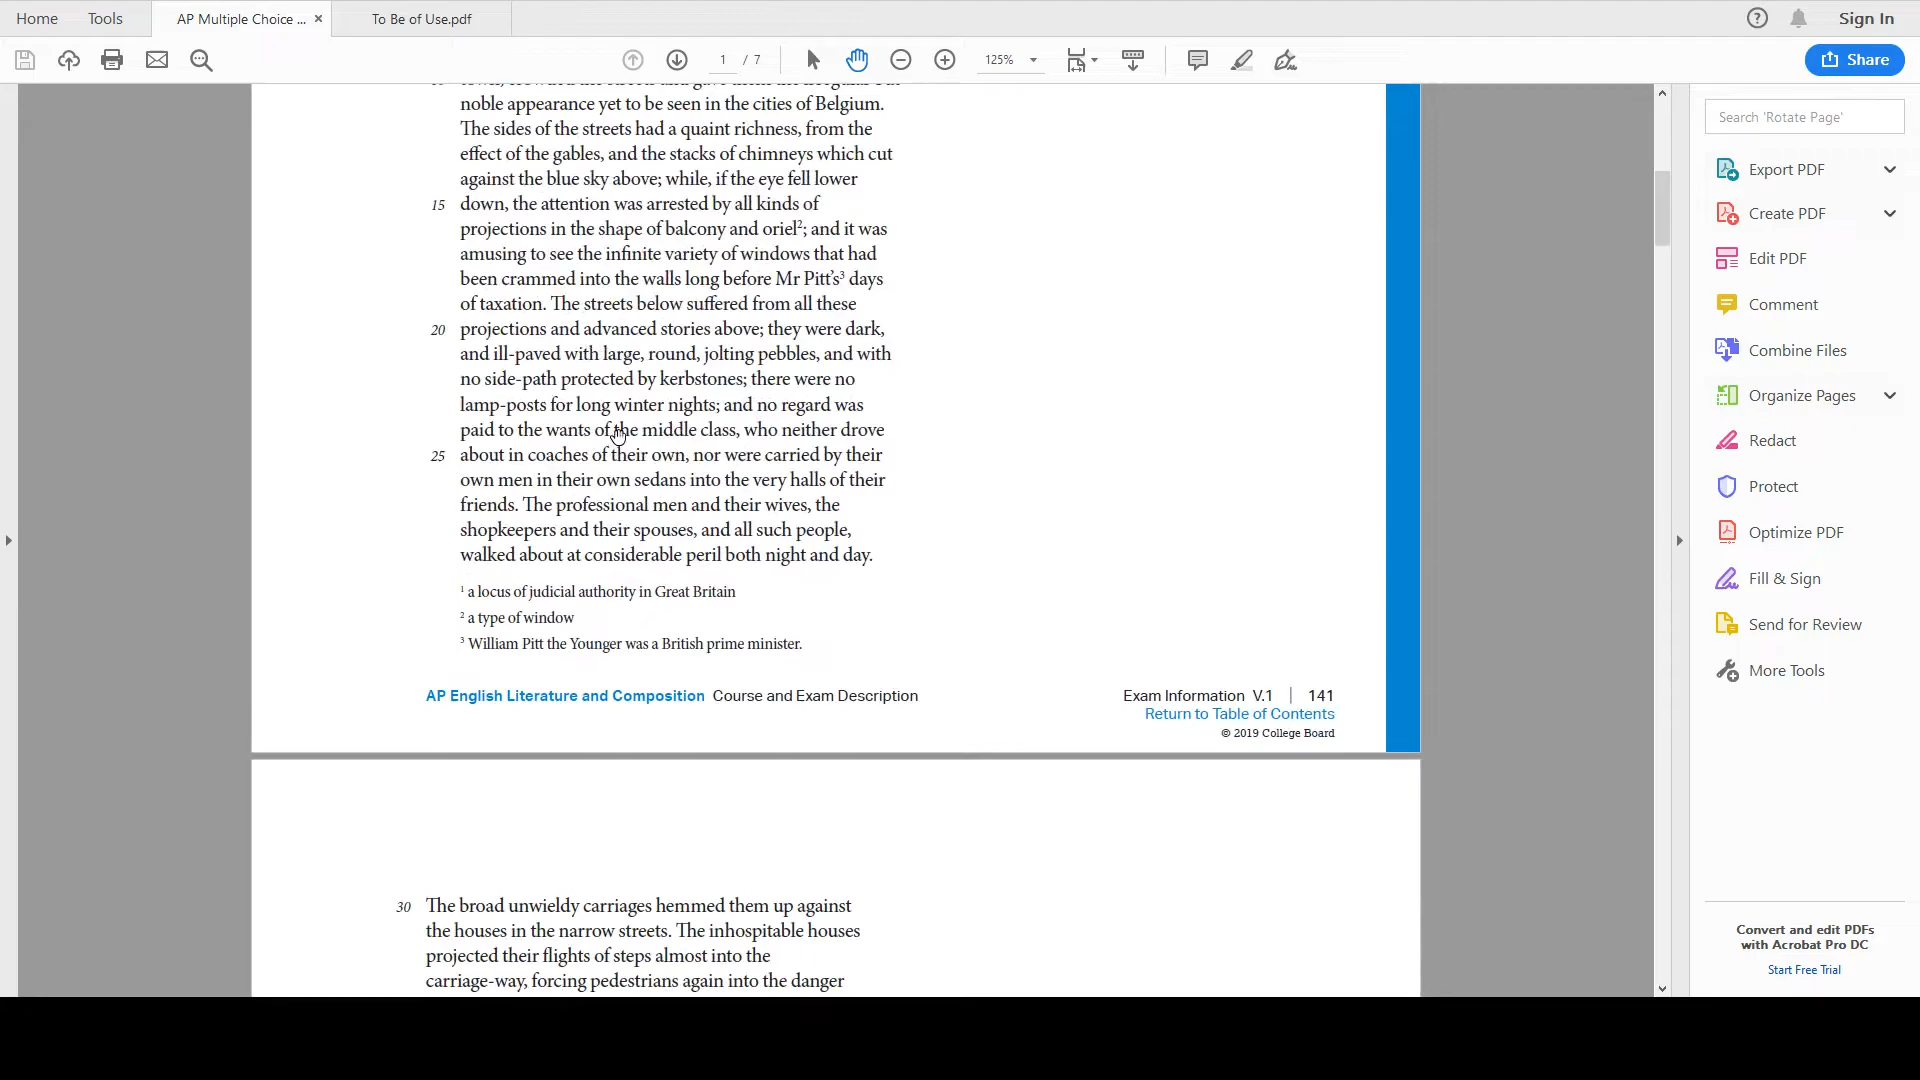 Home
Tools
AP Multiple Choice ...
To Be of Use.pdf
Sign In
1 / 7
125%
Share
noble appearance yet to be seen in the cities of Belgium.
The sides of the streets had a quaint richness, from the
effect of the gables, and the stacks of chimneys which cut
against the blue sky above; while, if the eye fell lower
15 down, the attention was arrested by all kinds of
projections in the shape of balcony and oriel²; and it was
amusing to see the infinite variety of windows that had
been crammed into the walls long before Mr Pitt’s³ days
of taxation. The streets below suffered from all these
20 projections and advanced stories above; they were dark,
and ill-paved with large, round, jolting pebbles, and with
no side-path protected by kerbstones; there were no
lamp-posts for long winter nights; and no regard was
paid to the wants of the middle class, who neither drove
25 about in coaches of their own, nor were carried by their
own men in their own sedans into the very halls of their
friends. The professional men and their wives, the
shopkeepers and their spouses, and all such people,
walked about at considerable peril both night and day.
¹ a locus of judicial authority in Great Britain
² a type of window
³ William Pitt the Younger was a British prime minister.
AP English Literature and Composition Course and Exam Description
Exam Information V.1 | 141
Return to Table of Contents
© 2019 College Board
30 The broad unwieldy carriages hemmed them up against
the houses in the narrow streets. The inhospitable houses
projected their flights of steps almost into the
carriage-way, forcing pedestrians again into the danger
Search 'Rotate Page'
Export PDF
Create PDF
Edit PDF
Comment
Combine Files
Organize Pages
Redact
Protect
Optimize PDF
Fill & Sign
Send for Review
More Tools
Convert and edit PDFs
with Acrobat Pro DC
Start Free Trial